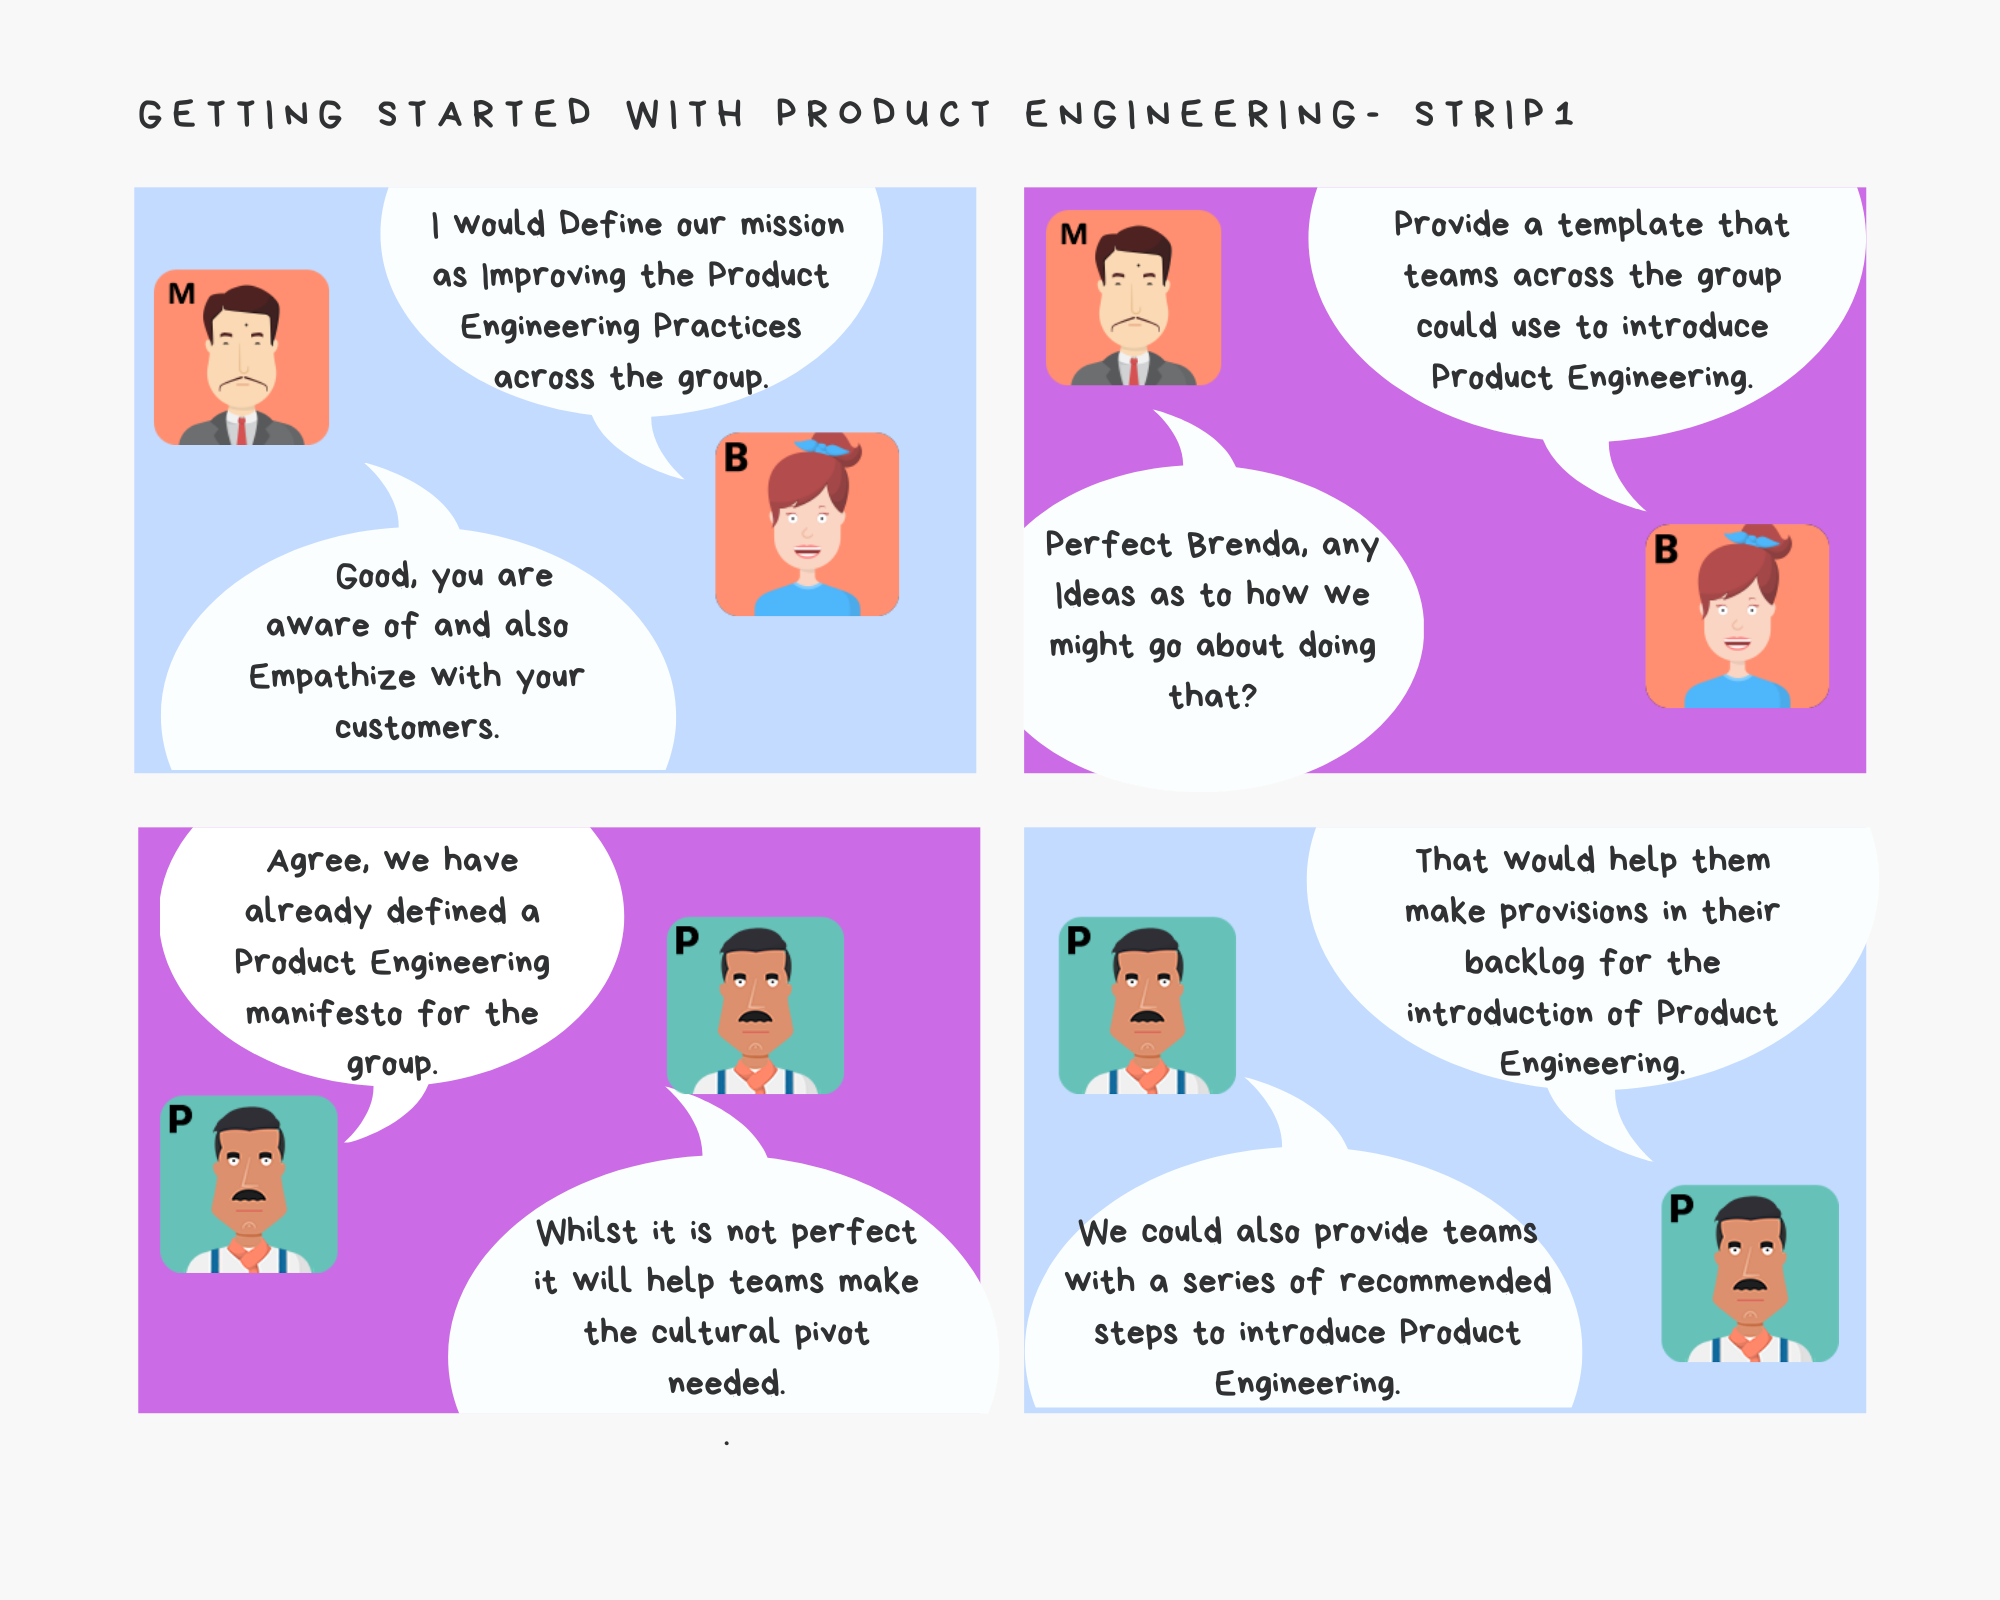 GETTING STARTED WITH PRODUCT ENGINEERING- STRIP1
I would Define our mission
as Improving the Product
Engineering Practices
across the group.
M
B
Good, you are
aware of and also
Empathize with your
customers.
Provide a template that
teams across the group
could use to introduce
Product Engineering.
M
B
Perfect Brenda, any
Ideas as to how we
might go about doing
that?
Agree, we have
already defined a
Product Engineering
manifesto for the
group.
P
P
Whilst it is not perfect
it will help teams make
the cultural pivot
needed.
.
That would help them
make provisions in their
backlog for the
introduction of Product
Engineering.
P
P
We could also provide teams
with a series of recommended
steps to introduce Product
Engineering.